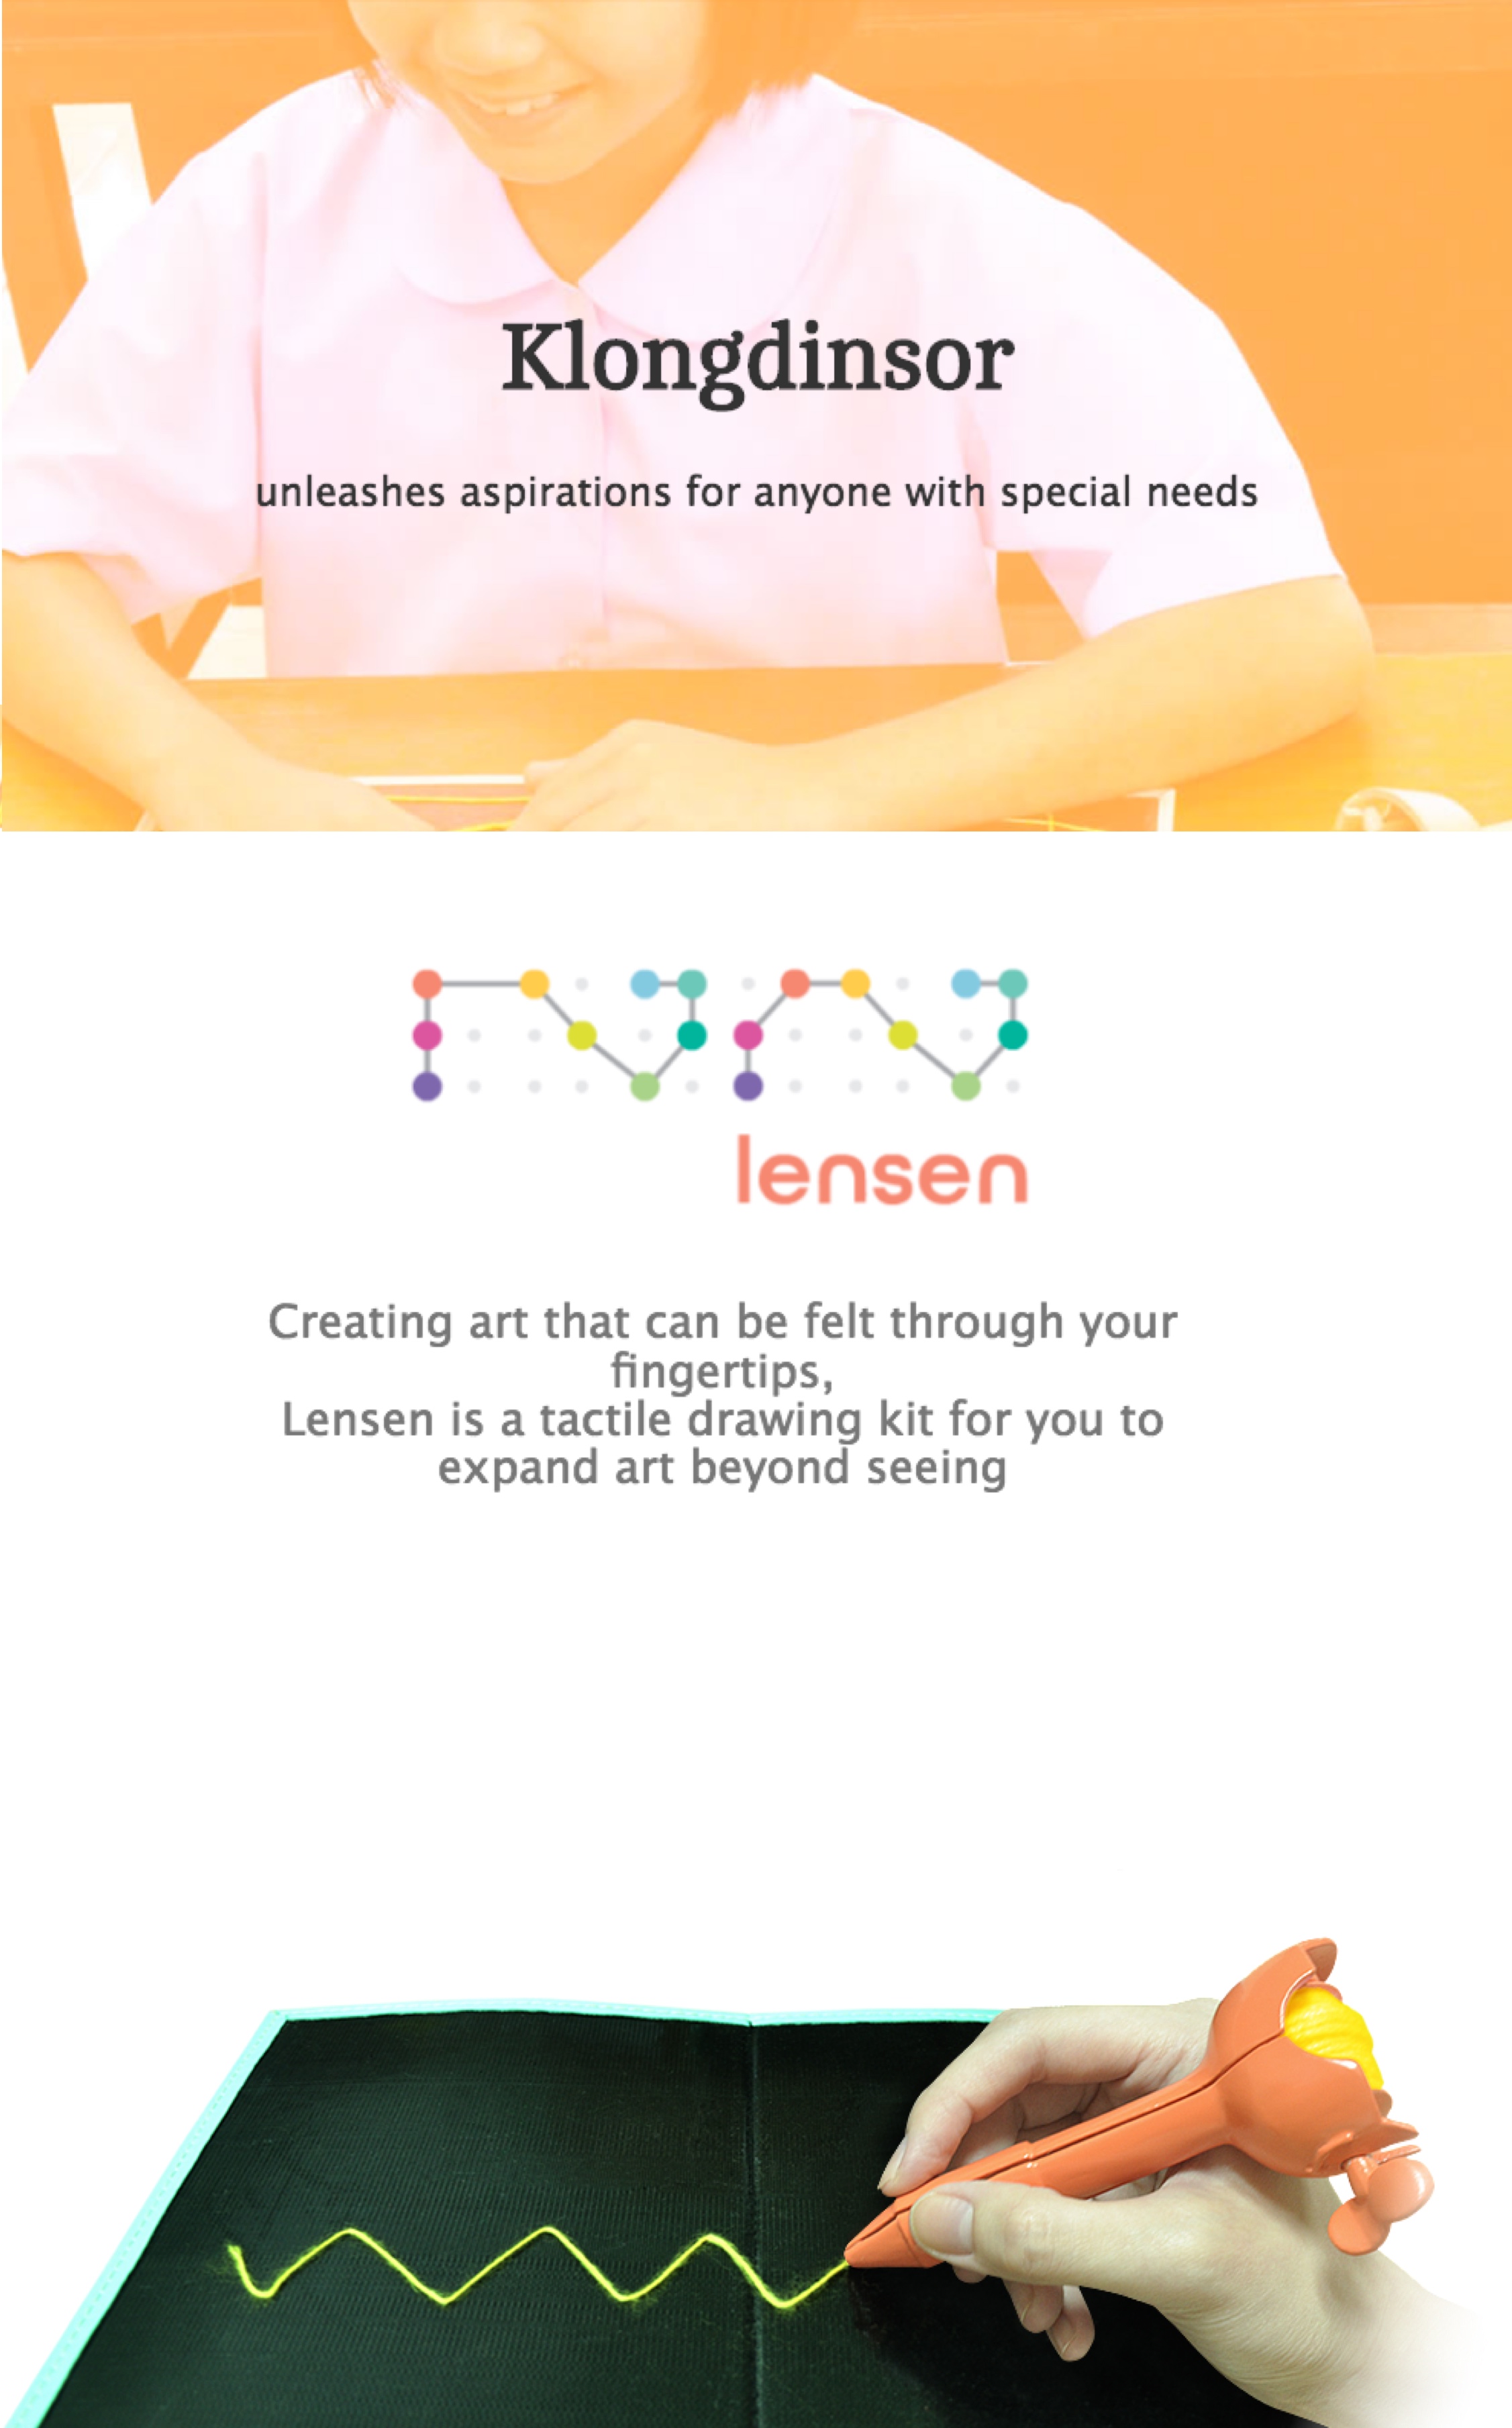 Klongdinsor
unleashes aspirations for anyone with special needs
lensen
Creating art that can be felt through your
fingertips,
Lensen is a tactile drawing kit for you to
expand art beyond seeing